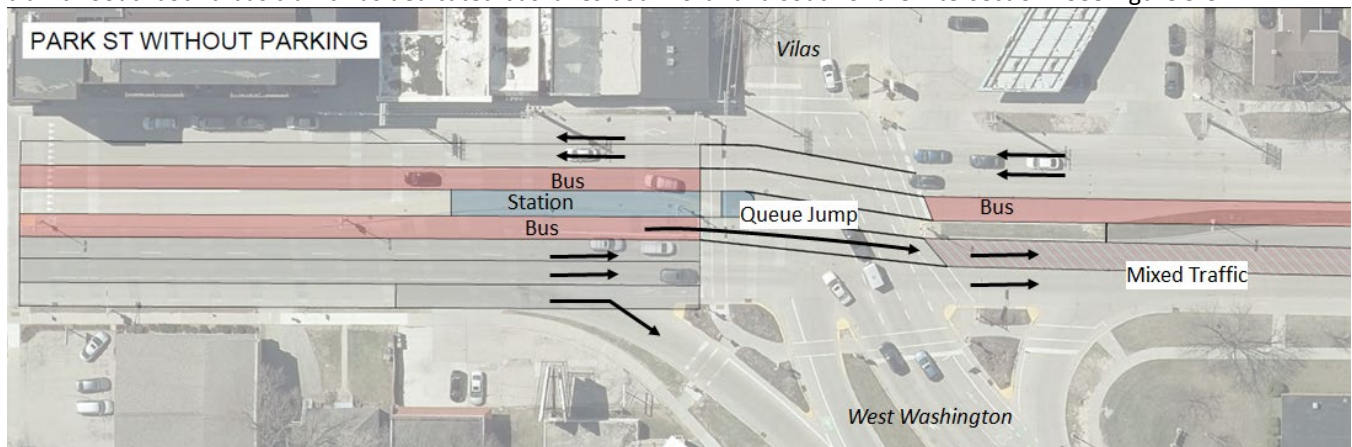 PARK ST WITHOUT PARKING
Vilas
Bus
Station
Bus
Queue Jump
Bus
Mixed Traffic
West Washington